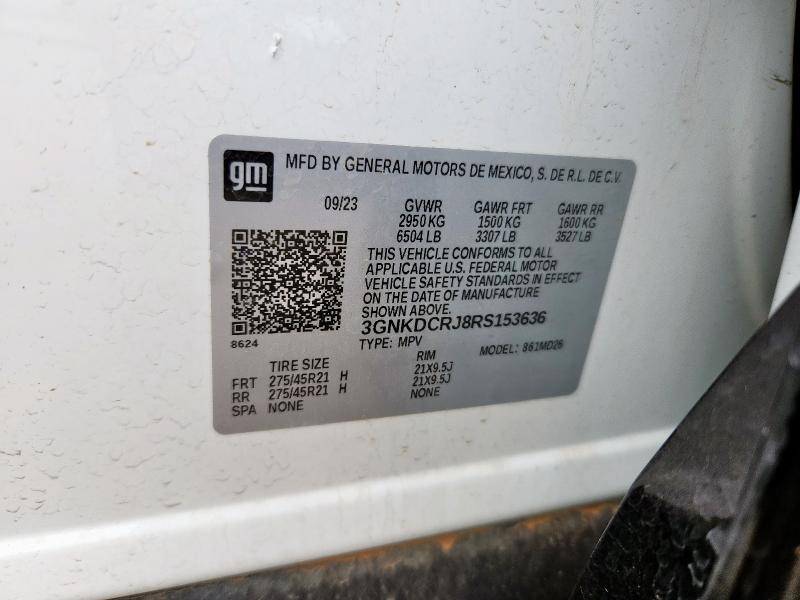 gm MFD BY GENERAL MOTORS DE MEXICO, S. DE R.L. DE C.V.
09/23 GVWR GAWR FRT GAWR RR
2950 KG 1500 KG 1600 KG
6504 LB 3307 LB 3527 LB
THIS VEHICLE CONFORMS TO ALL
APPLICABLE U.S. FEDERAL MOTOR
VEHICLE SAFETY STANDARDS IN EFFECT
ON THE DATE OF MANUFACTURE
SHOWN ABOVE.
3GNKDCRJ8RS153636
8624 TYPE: MPV MODEL: 861MD26
TIRE SIZE RIM
FRT 275/45R21 H 21X9.5J
RR 275/45R21 H 21X9.5J
SPA NONE NONE